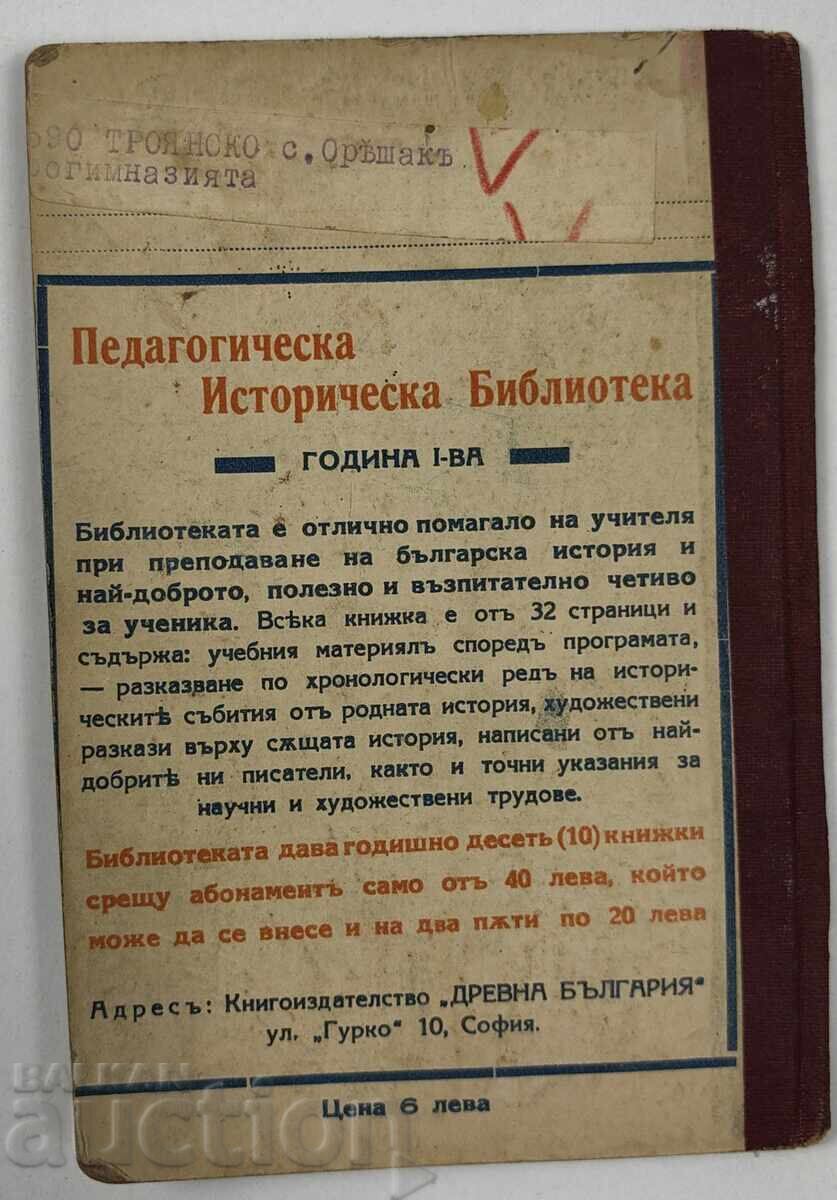 590 ТРОЯНСКО с. Орѣшакъ
огимназията
Педагогическа
Историческа Библиотека
ГОДИНА I-ВА
Библиотеката е отлично помагало на учителя
при преподаване на българска история и
най-доброто, полезно и възпитателно четиво
за ученика. Всѣка книжка е отъ 32 страници и
съдържа: учебния материялъ споредъ програмата,
— разказване по хронологически редъ на истори-
ческитѣ събития отъ родната история, художествени
разкази върху сѫщата история, написани отъ най-
добритѣ ни писатели, както и точни указания за
научни и художествени трудове.
Библиотеката дава годишно десеть (10) книжки
срещу абонаментъ само отъ 40 лева, който
може да се внесе и на два пѫти по 20 лева
Адресъ: Книгоиздателство „ДРЕВНА БЪЛГАРИЯ“
ул. „Гурко“ 10, София.
Цена 6 лева
BALKAN
auction